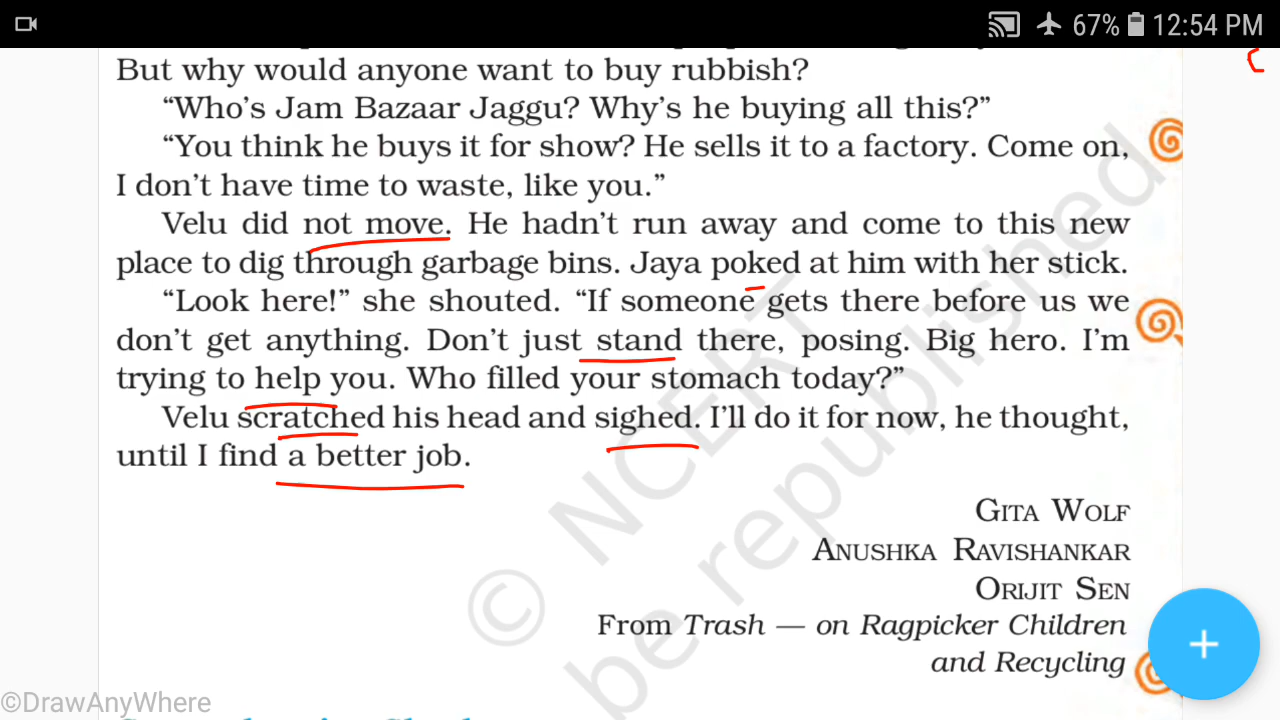 67% 12:54 PM
But why would anyone want to buy rubbish?
“Who’s Jam Bazaar Jaggu? Why’s he buying all this?”
“You think he buys it for show? He sells it to a factory. Come on,
I don’t have time to waste, like you.”
Velu did not move. He hadn’t run away and come to this new
place to dig through garbage bins. Jaya poked at him with her stick.
“Look here!” she shouted. “If someone gets there before us we
don’t get anything. Don’t just stand there, posing. Big hero. I’m
trying to help you. Who filled your stomach today?”
Velu scratched his head and sighed. I’ll do it for now, he thought,
until I find a better job.
GITA WOLF
ANUSHKA RAVISHANKAR
ORIJIT SEN
From Trash — on Ragpicker Children
and Recycling
© NCERT
be republished
©DrawAnyWhere